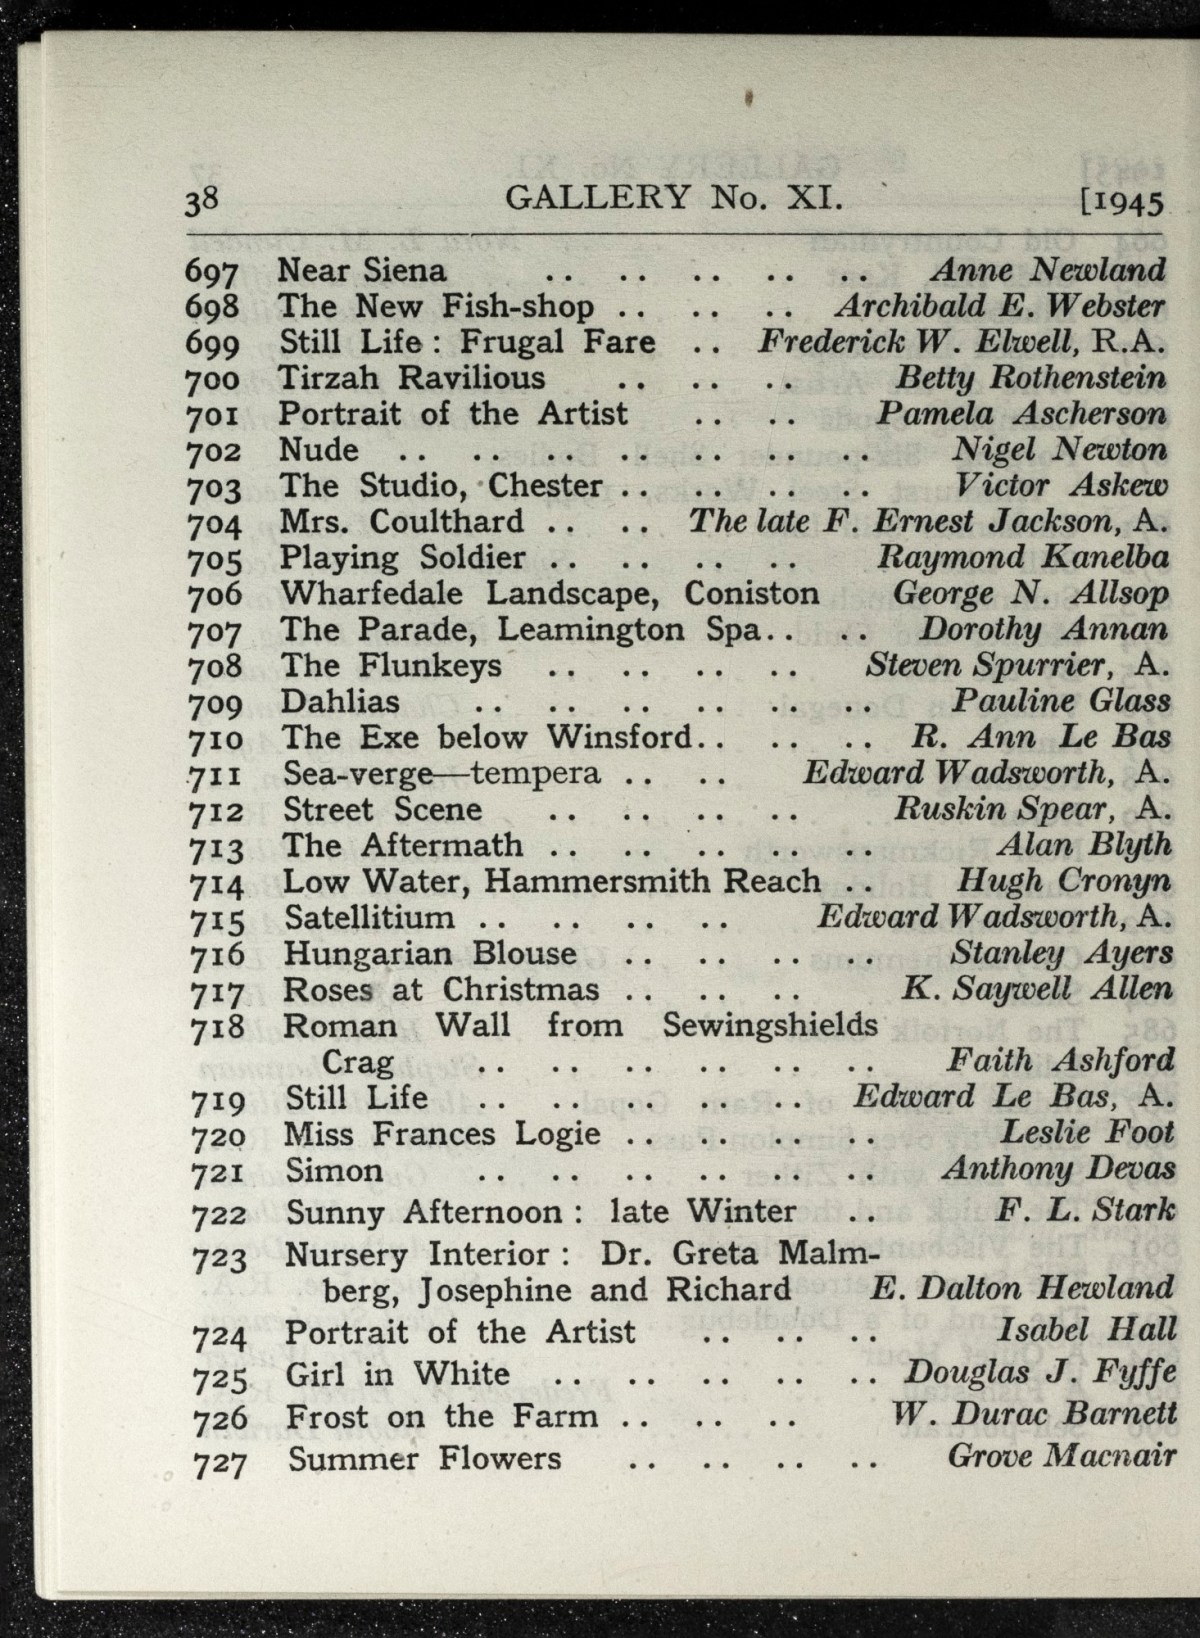 38 GALLERY No. XI. [1945
697 Near Siena .. .. .. .. .. Anne Newland
698 The New Fish-shop .. .. .. Archibald E. Webster
699 Still Life : Frugal Fare .. Frederick W. Elwell, R.A.
700 Tirzah Ravilious .. .. .. Betty Rothenstein
701 Portrait of the Artist .. .. Pamela Ascherson
702 Nude .. .. .. .. .. .. .. Nigel Newton
703 The Studio, Chester .. .. .. .. Victor Askew
704 Mrs. Coulthard .. .. The late F. Ernest Jackson, A.
705 Playing Soldier .. .. .. .. Raymond Kanelba
706 Wharfedale Landscape, Coniston George N. Allsop
707 The Parade, Leamington Spa.. .. Dorothy Annan
708 The Flunkeys .. .. .. .. Steven Spurrier, A.
709 Dahlias .. .. .. .. .. .. Pauline Glass
710 The Exe below Winsford.. .. .. R. Ann Le Bas
711 Sea-verge—tempera .. .. Edward Wadsworth, A.
712 Street Scene .. .. .. .. Ruskin Spear, A.
713 The Aftermath .. .. .. .. .. Alan Blyth
714 Low Water, Hammersmith Reach .. Hugh Cronyn
715 Satellitium .. .. .. .. Edward Wadsworth, A.
716 Hungarian Blouse .. .. .. .. Stanley Ayers
717 Roses at Christmas .. .. .. K. Saywell Allen
718 Roman Wall from Sewingshields
Crag .. .. .. .. .. .. Faith Ashford
719 Still Life .. .. .. .. .. Edward Le Bas, A.
720 Miss Frances Logie .. .. .. .. Leslie Foot
721 Simon .. .. .. .. .. .. Anthony Devas
722 Sunny Afternoon : late Winter .. F. L. Stark
723 Nursery Interior : Dr. Greta Malm-
berg, Josephine and Richard E. Dalton Hewland
724 Portrait of the Artist .. .. .. Isabel Hall
725 Girl in White .. .. .. .. .. Douglas J. Fyffe
726 Frost on the Farm .. .. .. W. Durac Barnett
727 Summer Flowers .. .. .. .. Grove Macnair